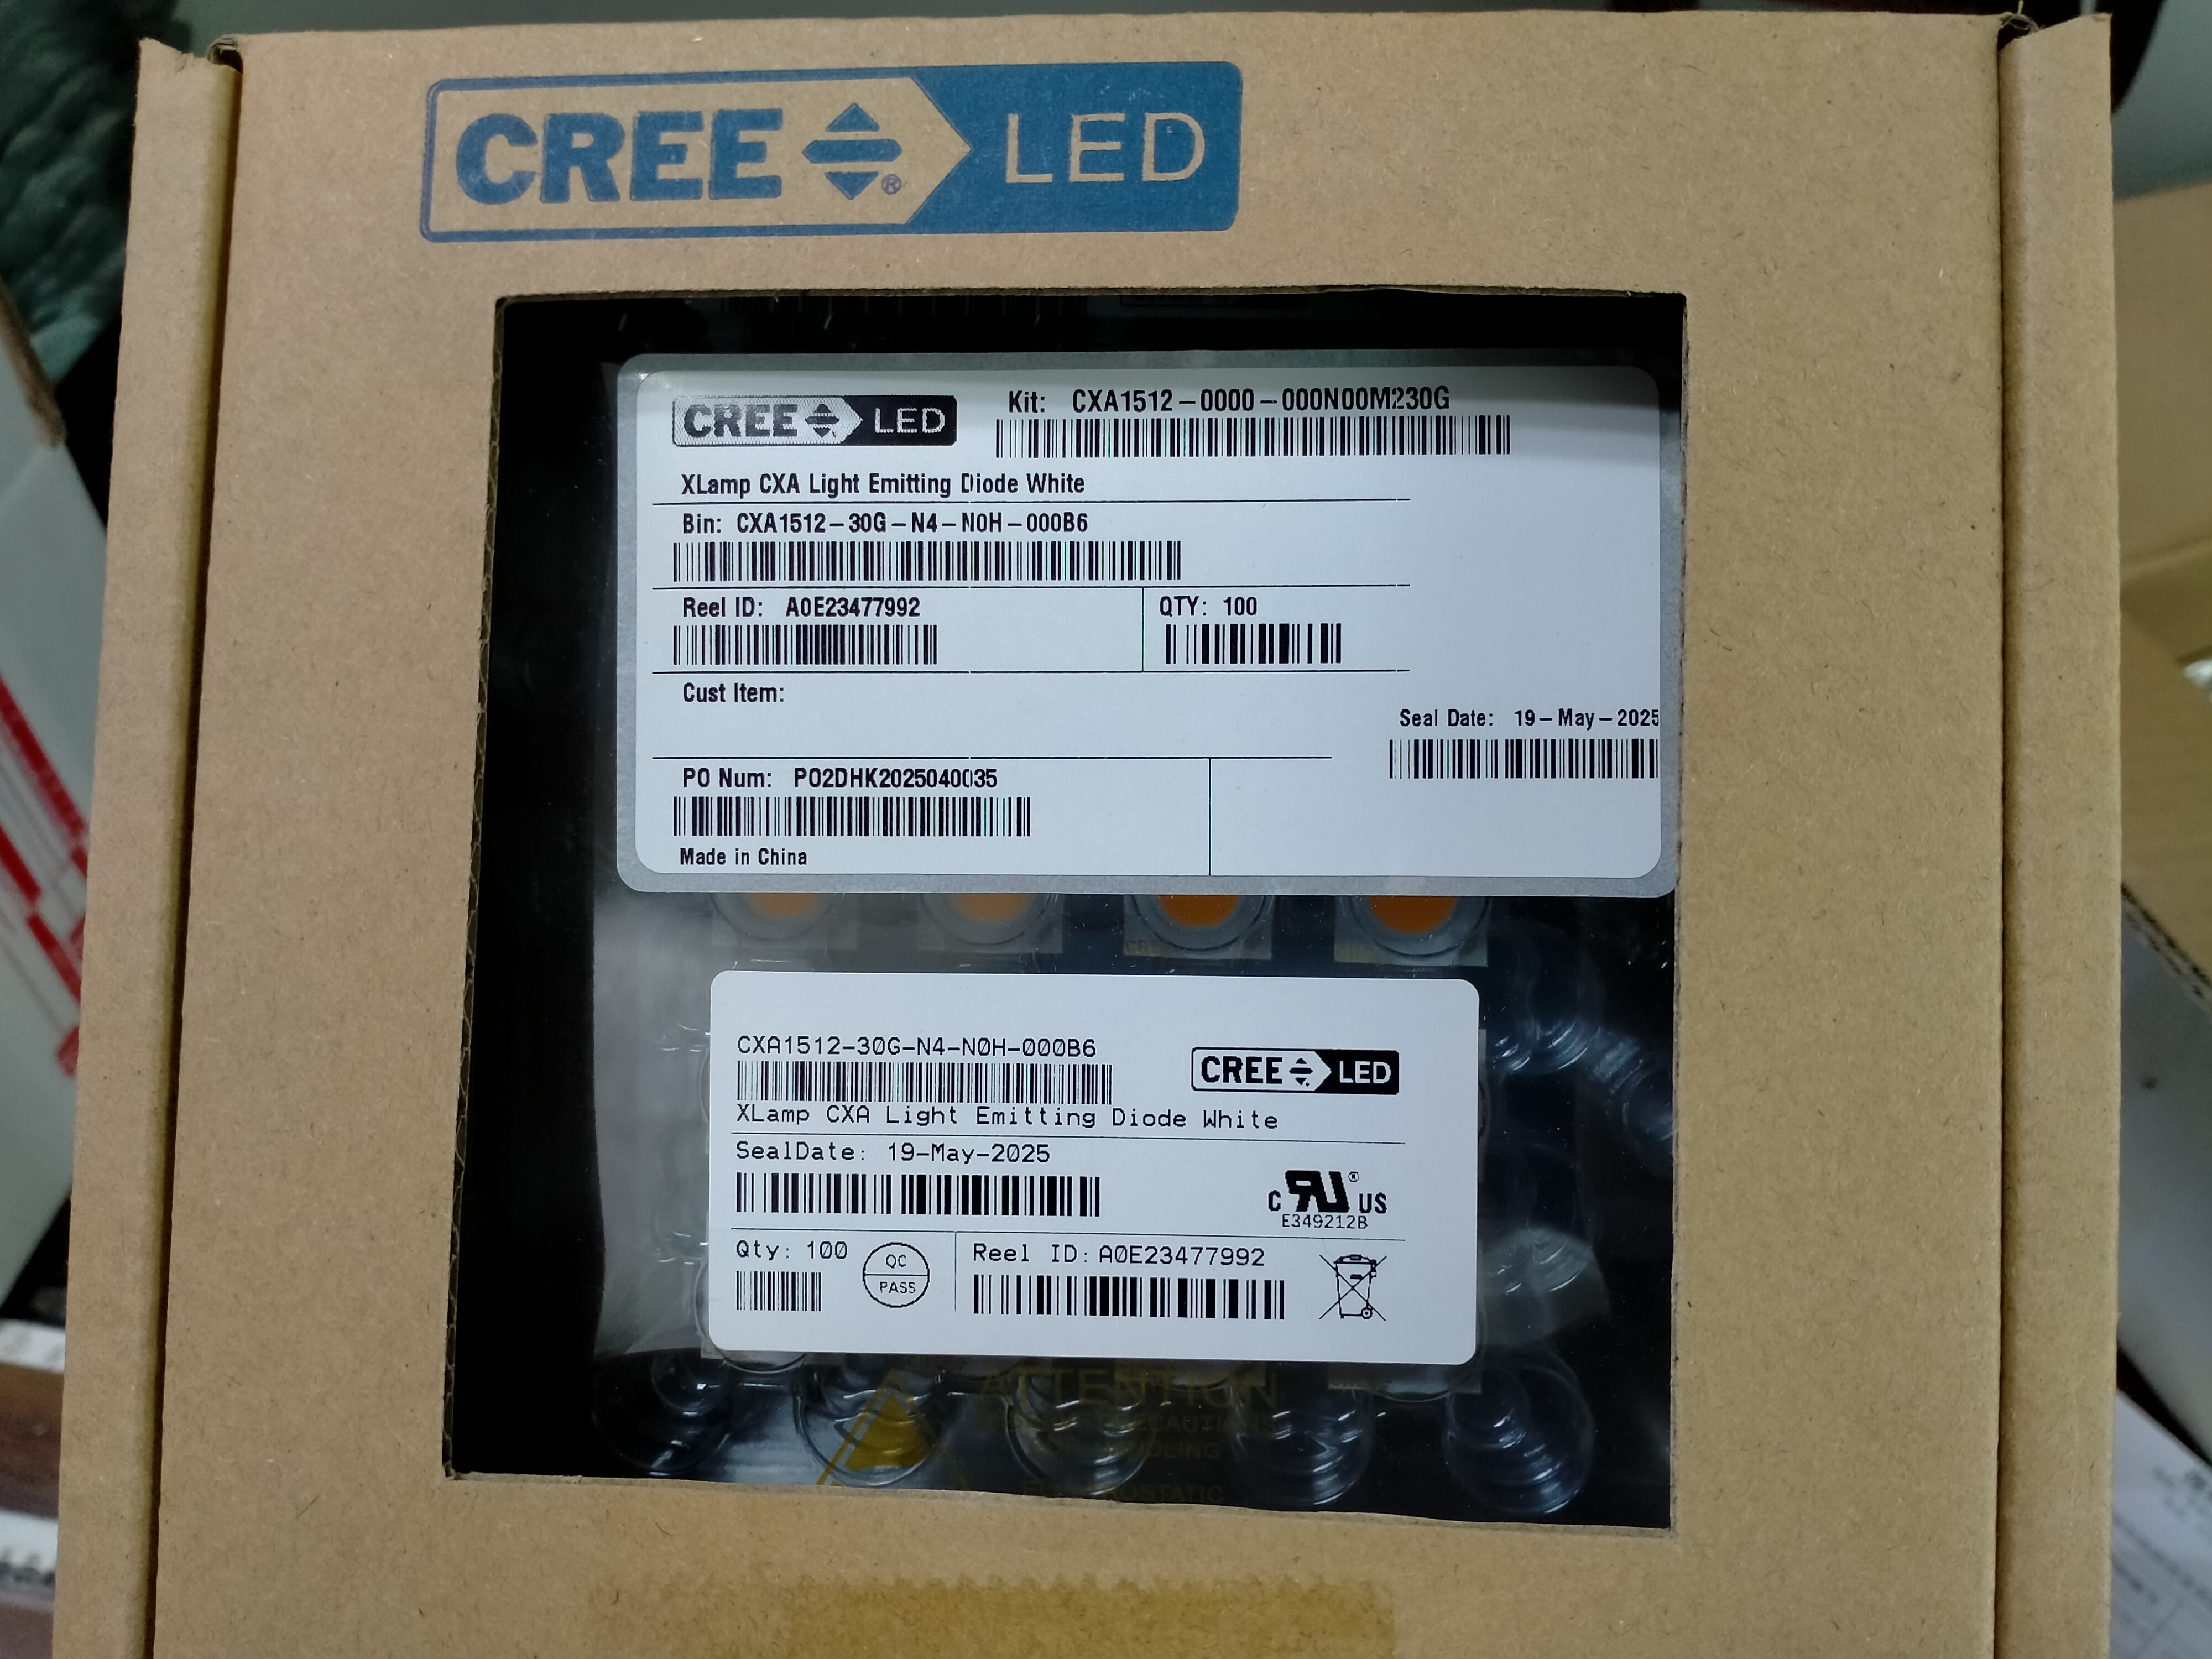 CREE® LED
CREE LED
Kit: CXA1512-0000-000N00M230G
XLamp CXA Light Emitting Diode White
Bin: CXA1512-30G-N4-N0H-000B6
Reel ID: A0E23477992
QTY: 100
Cust Item:
Seal Date: 19-May-2025
PO Num: PO2DHK2025040035
Made in China
CXA1512-30G-N4-N0H-000B6
CREE LED
XLamp CXA Light Emitting Diode White
SealDate: 19-May-2025
C RU® US
E349212B
Qty: 100
QC
PASS
Reel ID: A0E23477992
ATTENTION